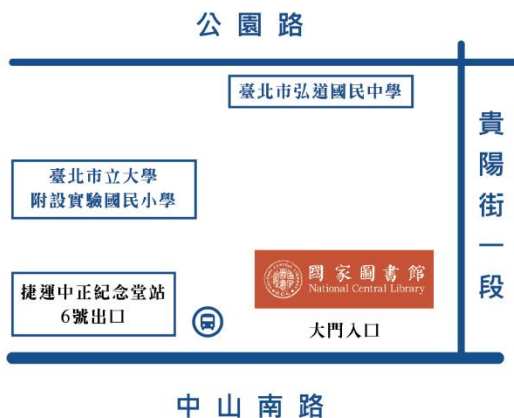 公園路
臺北市弘道國民中學
貴陽街一段
臺北市立大學
附設實驗國民小學
國家圖書館
National Central Library
捷運中正紀念堂站
6號出口
大門入口
中山南路